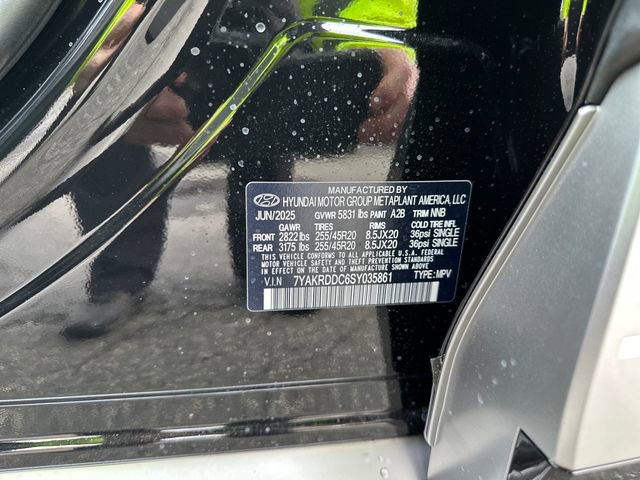 MANUFACTURED BY
HYUNDAI MOTOR GROUP METAPLANT AMERICA, LLC
JUN/2025 GVWR 5831 lbs PAINT A2B TRIM NNB
GAWR TIRES RIMS COLD TIRE INFL
FRONT 2822 lbs 255/45R20 8.5JX20 36psi SINGLE
REAR 3175 lbs 255/45R20 8.5JX20 36psi SINGLE
THIS VEHICLE CONFORMS TO ALL APPLICABLE U.S.A. FEDERAL
MOTOR VEHICLE SAFETY AND THEFT PREVENTION STANDARDS
IN EFFECT ON THE DATE OF MANUFACTURE SHOWN ABOVE.
V.I.N 7YAKRDDC6SY035861 TYPE: MPV